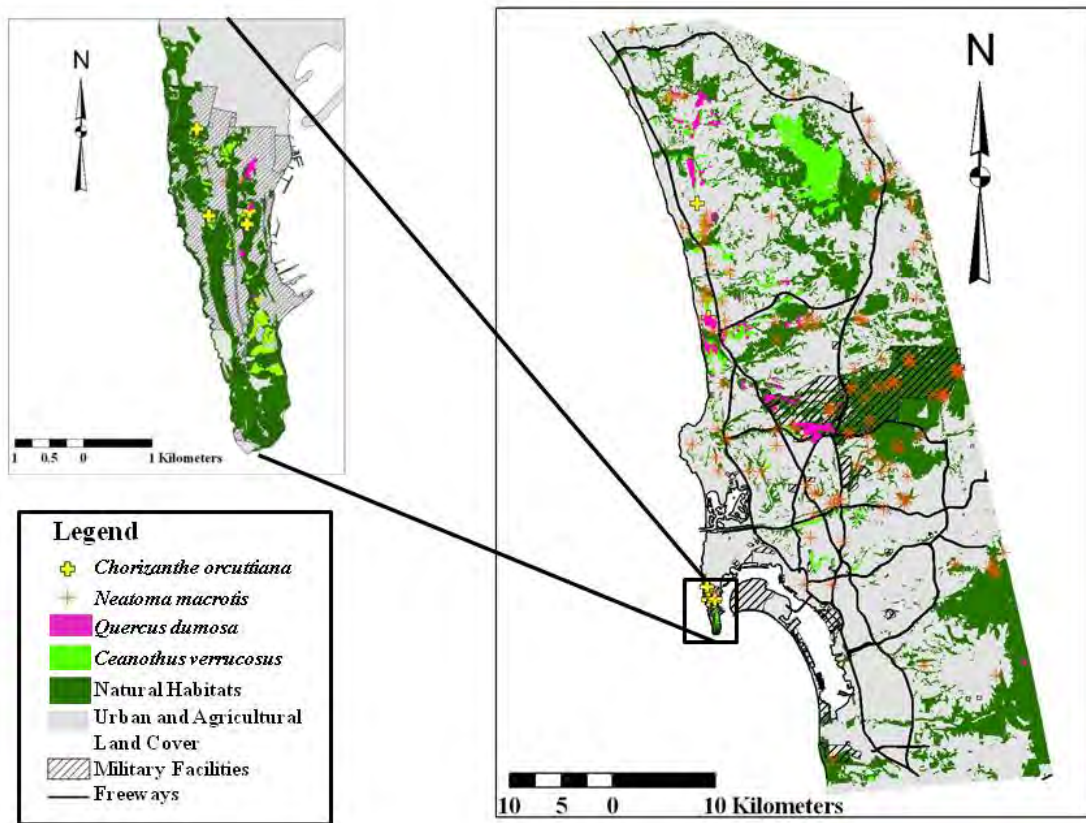 N
1 0.5 0 1 Kilometers
N
10 5 0 10 Kilometers
Legend
Chorizanthe orcuttiana
Neatoma macrotis
Quercus dumosa
Ceanothus verrucosus
Natural Habitats
Urban and Agricultural
Land Cover
Military Facilities
Freeways